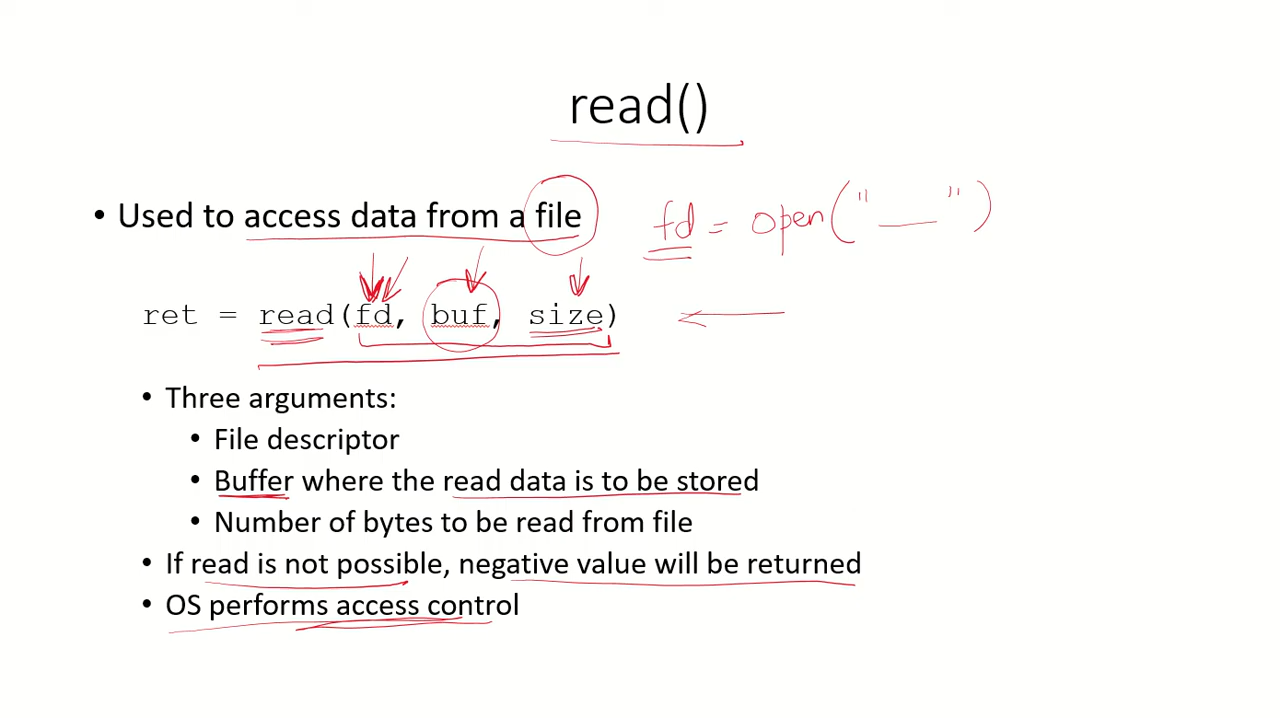 read()
• Used to access data from a file
fd = open("__")
ret = read(fd, buf, size)
• Three arguments:
• File descriptor
• Buffer where the read data is to be stored
• Number of bytes to be read from file
• If read is not possible, negative value will be returned
• OS performs access control